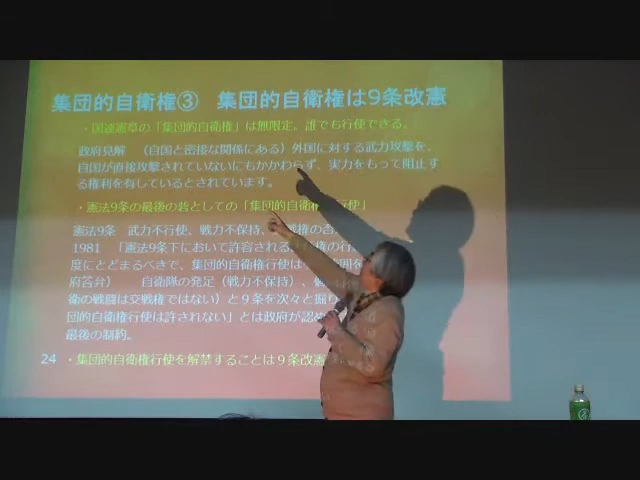 集団的自衛権③　集団的自衛権は9条改憲
・国連憲章の「集団的自衛権」は無限定。誰でも行使できる。
政府見解　（自国と密接な関係にある）外国に対する武力攻撃を、
自国が直接攻撃されていないにもかかわらず、実力をもって阻止す
る権利を有しているとされています。
・憲法9条の最後の砦としての「集団的自衛権行使」
憲法9条　武力不行使、戦力不保持、交戦権の否
1981　「憲法9条下において許容される
度にとどまるべきで、集団的自衛権行使は
府答弁）　　自衛隊の発足（戦力不保持）、
衛の戦闘は交戦権ではない）と９条を次々と掘り
団的自衛権行使は許されない」とは政府が認め
最後の制約。
24　・集団的自衛権行使を解禁することは９条改憲